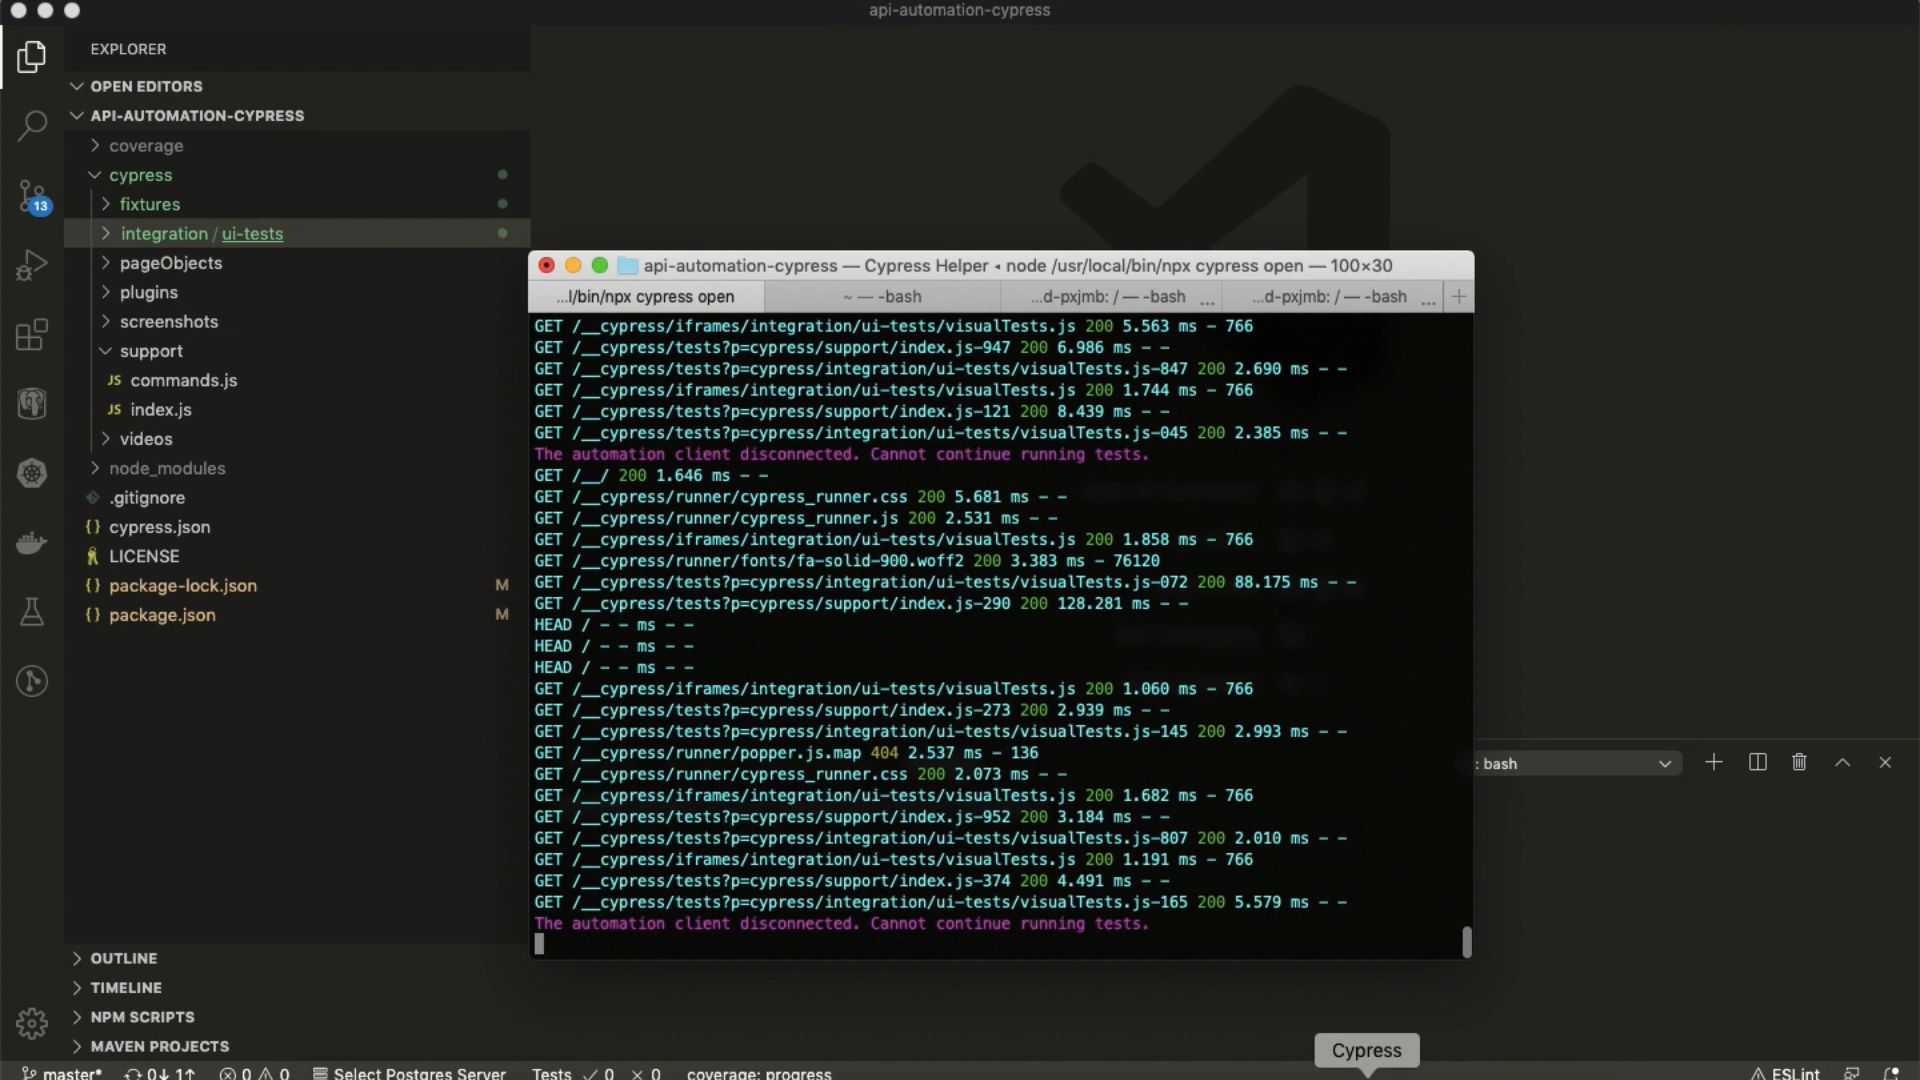 api-automation-cypress
EXPLORER
OPEN EDITORS
API-AUTOMATION-CYPRESS
coverage
cypress
fixtures
integration / ui-tests
pageObjects
plugins
screenshots
support
JS commands.js
JS index.js
videos
node_modules
.gitignore
{} cypress.json
LICENSE
{} package-lock.json M
{} package.json M
13
api-automation-cypress — Cypress Helper ◂ node /usr/local/bin/npx cypress open — 100×30
...l/bin/npx cypress open
~ — -bash
...d-pxjmb: / — -bash ...
...d-pxjmb: / — -bash ...
GET /__cypress/iframes/integration/ui-tests/visualTests.js 200 5.563 ms - 766
GET /__cypress/tests?p=cypress/support/index.js-947 200 6.986 ms - -
GET /__cypress/tests?p=cypress/integration/ui-tests/visualTests.js-847 200 2.690 ms - -
GET /__cypress/iframes/integration/ui-tests/visualTests.js 200 1.744 ms - 766
GET /__cypress/tests?p=cypress/support/index.js-121 200 8.439 ms - -
GET /__cypress/tests?p=cypress/integration/ui-tests/visualTests.js-045 200 2.385 ms - -
The automation client disconnected. Cannot continue running tests.
GET /__/ 200 1.646 ms - -
GET /__cypress/runner/cypress_runner.css 200 5.681 ms - -
GET /__cypress/runner/cypress_runner.js 200 2.531 ms - -
GET /__cypress/iframes/integration/ui-tests/visualTests.js 200 1.858 ms - 766
GET /__cypress/runner/fonts/fa-solid-900.woff2 200 3.383 ms - 76120
GET /__cypress/tests?p=cypress/integration/ui-tests/visualTests.js-072 200 88.175 ms - -
GET /__cypress/tests?p=cypress/support/index.js-290 200 128.281 ms - -
HEAD / - - ms - -
HEAD / - - ms - -
HEAD / - - ms - -
GET /__cypress/iframes/integration/ui-tests/visualTests.js 200 1.060 ms - 766
GET /__cypress/tests?p=cypress/support/index.js-273 200 2.939 ms - -
GET /__cypress/tests?p=cypress/integration/ui-tests/visualTests.js-145 200 2.993 ms - -
GET /__cypress/runner/popper.js.map 404 2.537 ms - 136
GET /__cypress/runner/cypress_runner.css 200 2.073 ms - -
GET /__cypress/iframes/integration/ui-tests/visualTests.js 200 1.682 ms - 766
GET /__cypress/tests?p=cypress/support/index.js-952 200 3.184 ms - -
GET /__cypress/tests?p=cypress/integration/ui-tests/visualTests.js-807 200 2.010 ms - -
GET /__cypress/iframes/integration/ui-tests/visualTests.js 200 1.191 ms - 766
GET /__cypress/tests?p=cypress/support/index.js-374 200 4.491 ms - -
GET /__cypress/tests?p=cypress/integration/ui-tests/visualTests.js-165 200 5.579 ms - -
The automation client disconnected. Cannot continue running tests.
: bash
OUTLINE
TIMELINE
NPM SCRIPTS
MAVEN PROJECTS
Cypress
master* 0↓ 1↑ 0 0 Select Postgres Server Tests ✓ 0 × 0 coverage: progress ESLint